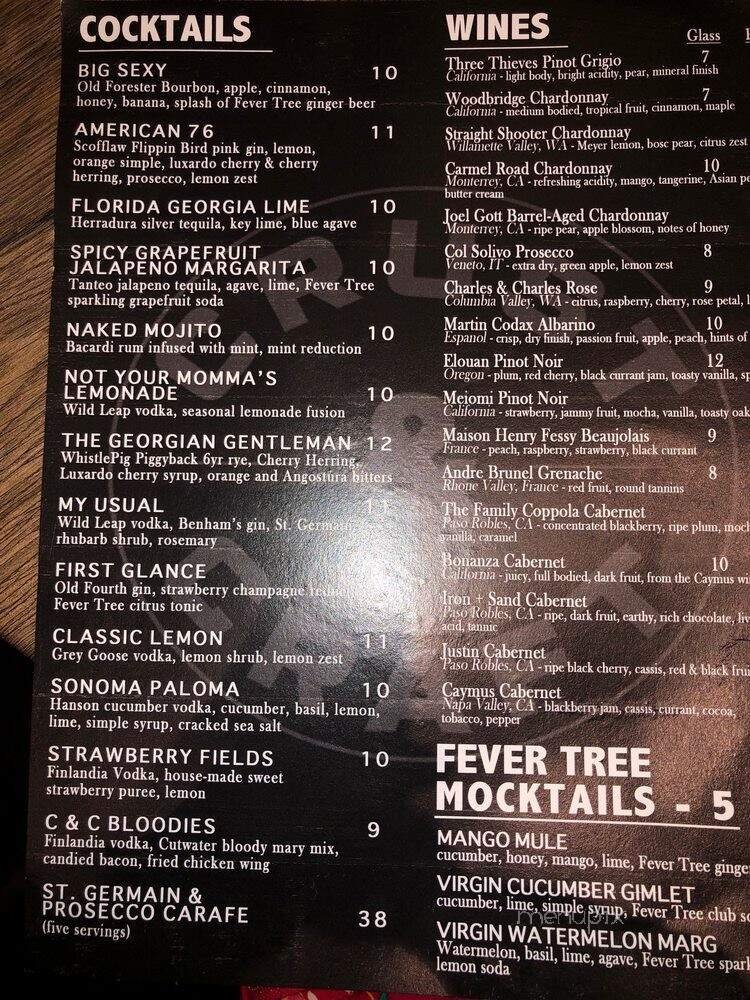 COCKTAILS
BIG SEXY 10
Old Forester Bourbon, apple, cinnamon,
honey, banana, splash of Fever Tree ginger beer
AMERICAN 76 11
Scofflaw Flippin Bird pink gin, lemon,
orange simple, luxardo cherry & cherry
herring, prosecco, lemon zest
FLORIDA GEORGIA LIME 10
Herradura silver tequila, key lime, blue agave
SPICY GRAPEFRUIT
JALAPENO MARGARITA 10
Tanteo jalapeno tequila, agave, lime, Fever Tree
sparkling grapefruit soda
NAKED MOJITO 10
Bacardi rum infused with mint, mint reduction
NOT YOUR MOMMA'S
LEMONADE 10
Wild Leap vodka, seasonal lemonade fusion
THE GEORGIAN GENTLEMAN 12
WhistlePig Piggyback 6yr rye, Cherry Herring,
Luxardo cherry syrup, orange and Angostura bitters
MY USUAL 11
Wild Leap vodka, Benham's gin, St. Germain,
rhubarb shrub, rosemary
FIRST GLANCE
Old Fourth gin, strawberry champagne
Fever Tree citrus tonic
CLASSIC LEMON 11
Grey Goose vodka, lemon shrub, lemon zest
SONOMA PALOMA 10
Hanson cucumber vodka, cucumber, basil, lemon,
lime, simple syrup, cracked sea salt
STRAWBERRY FIELDS 10
Finlandia Vodka, house-made sweet
strawberry puree, lemon
C & C BLOODIES 9
Finlandia vodka, Cutwater bloody mary mix,
candied bacon, fried chicken wing
ST. GERMAIN &
PROSECCO CARAFE 38
(five servings)
CRUST
&
DRAFT
WINES
Glass
Three Thieves Pinot Grigio 7
California - light body, bright acidity, pear, mineral finish
Woodbridge Chardonnay 7
California - medium bodied, tropical fruit, cinnamon, maple
Straight Shooter Chardonnay
Willamette Valley, WA - Meyer lemon, bosc pear, citrus zest
Carmel Road Chardonnay 10
Monterrey, CA - refreshing acidity, mango, tangerine, Asian
butter cream
Joel Gott Barrel-Aged Chardonnay
Monterrey, CA - ripe pear, apple blossom, notes of honey
Col Solivo Prosecco 8
Veneto, IT - extra dry, green apple, lemon zest
Charles & Charles Rose 9
Columbia Valley, WA - citrus, raspberry, cherry, rose petal,
Martin Codax Albarino 10
Espanol - crisp, dry finish, passion fruit, apple, peach, hints of
Elouan Pinot Noir 12
Oregon - plum, red cherry, black currant jam, toasty vanilla,
Meiomi Pinot Noir
California - strawberry, jammy fruit, mocha, vanilla, toasty oak
Maison Henry Fessy Beaujolais 9
France - peach, raspberry, strawberry, black currant
Andre Brunel Grenache 8
Rhone Valley, France - red fruit, round tannins
The Family Coppola Cabernet
Paso Robles, CA - concentrated blackberry, ripe plum,
vanilla, caramel
Bonanza Cabernet 10
California - juicy, full bodied, dark fruit, from the Caymus
Iron + Sand Cabernet
Paso Robles, CA - ripe, dark fruit, earthy, rich chocolate,
acid, tannic
Justin Cabernet
Paso Robles, CA - ripe black cherry, cassis, red & black
Caymus Cabernet
Napa Valley, CA - blackberry jam, cassis, currant, cocoa,
tobacco, pepper
FEVER TREE
MOCKTAILS - 5
MANGO MULE
cucumber, honey, mango, lime, Fever Tree
VIRGIN CUCUMBER GIMLET
cucumber, lime, simple syrup, Fever Tree club
menupix
VIRGIN WATERMELON MARG
Watermelon, basil, lime, agave, Fever Tree
lemon soda